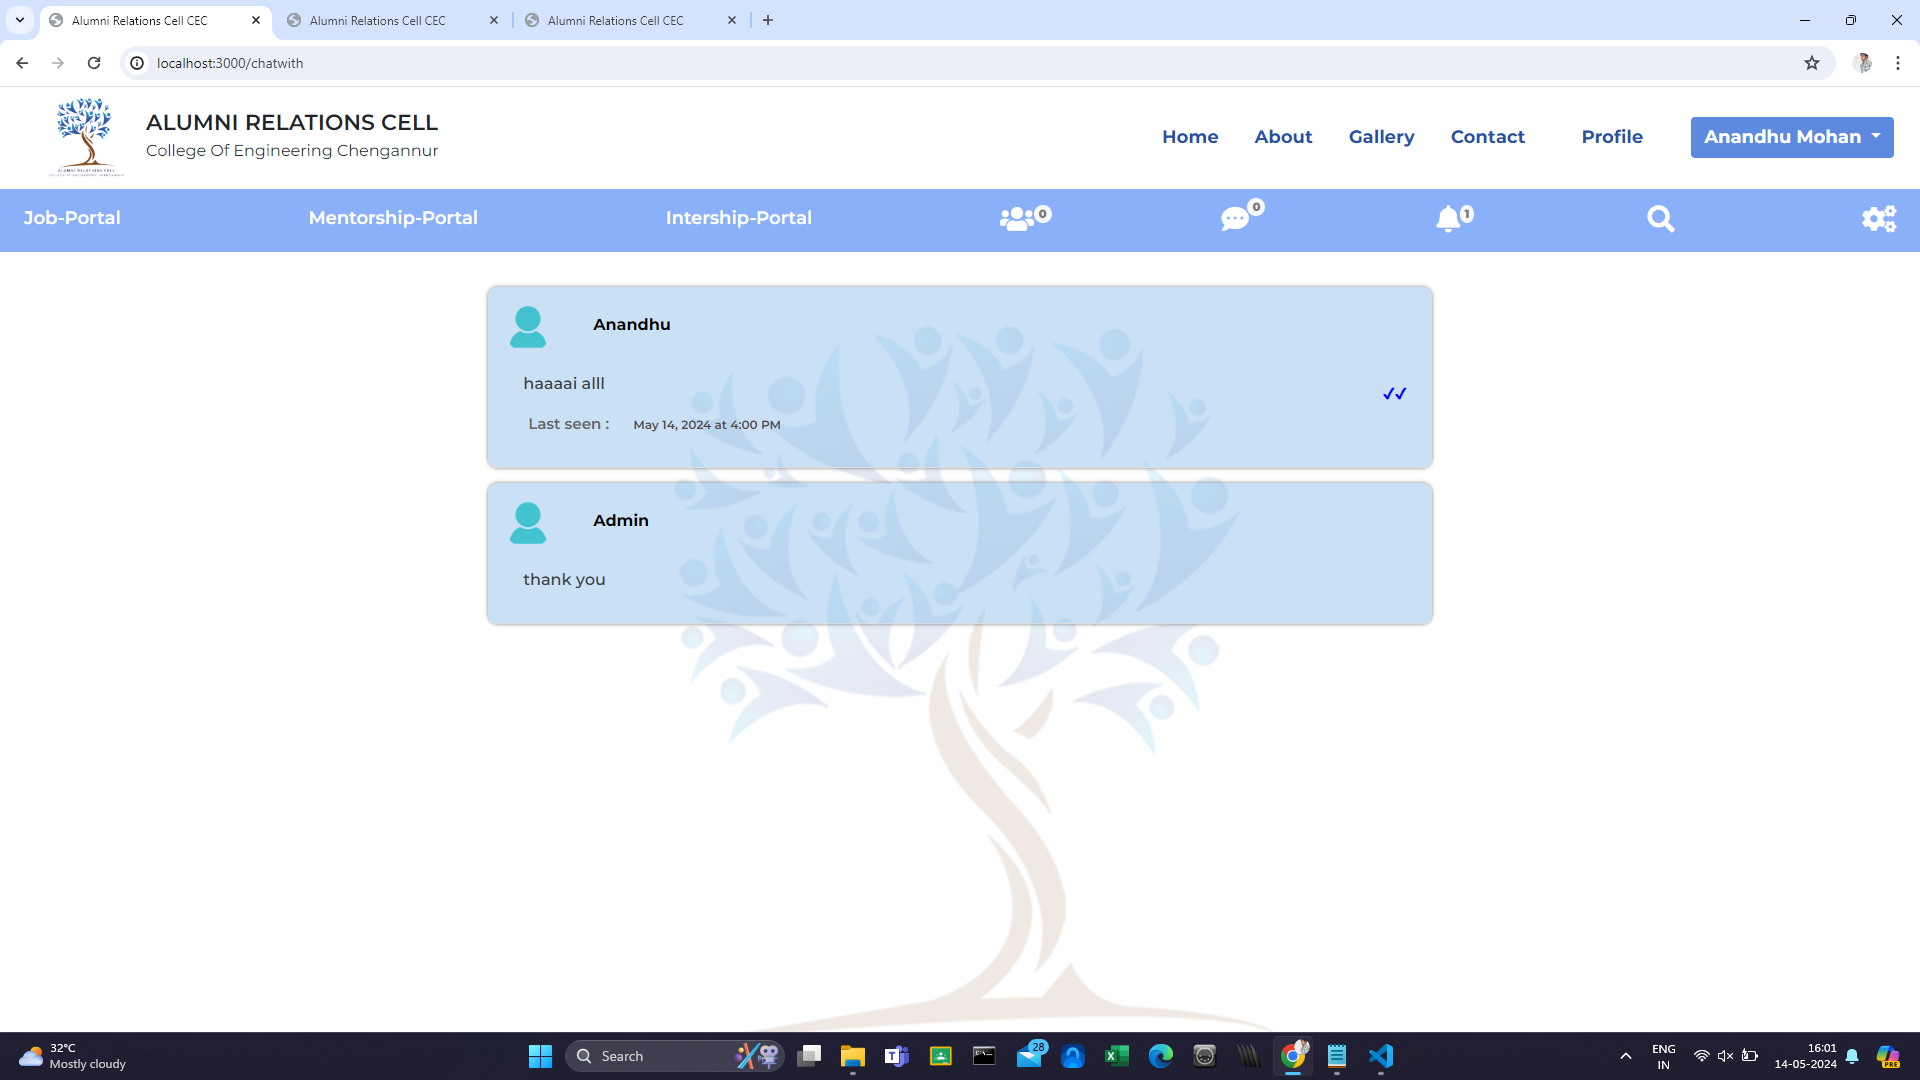 Alumni Relations Cell CEC
Alumni Relations Cell CEC
Alumni Relations Cell CEC
localhost:3000/chatwith
ALUMNI RELATIONS CELL
College Of Engineering Chengannur
Home About Gallery Contact Profile Anandhu Mohan
Job-Portal Mentorship-Portal Intership-Portal 0 0 1
Anandhu
haaaai alll
Last seen : May 14, 2024 at 4:00 PM
Admin
thank you
32°C
Mostly cloudy
Search
28
ENG
IN
16:01
14-05-2024
PRE